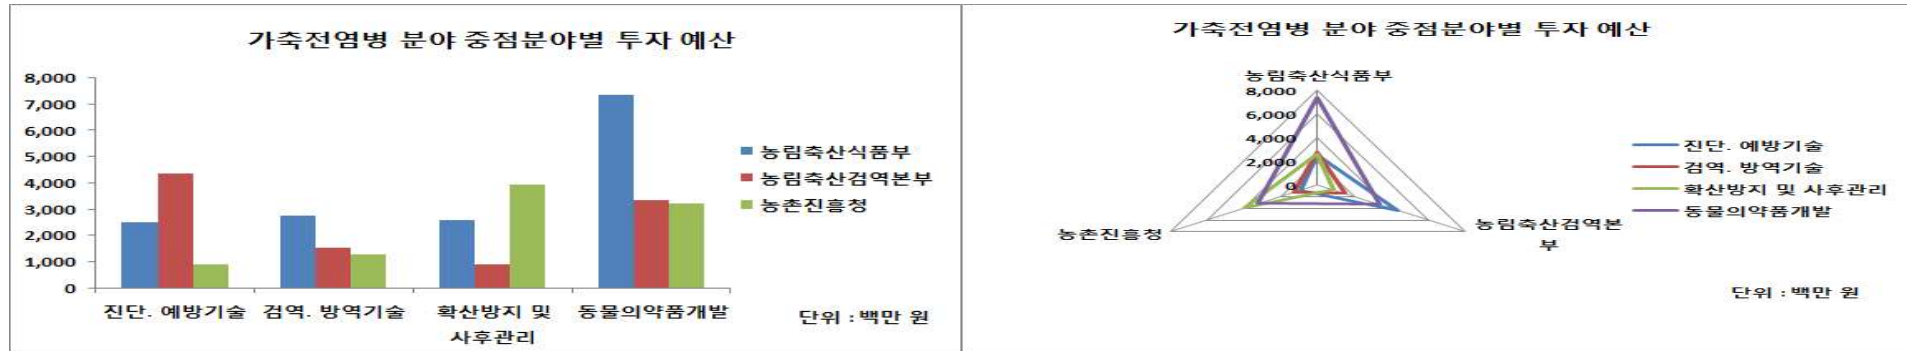 가축전염병 분야 중점분야별 투자 예산
8,000
7,000
6,000
5,000
4,000
3,000
2,000
1,000
0
진단. 예방기술
검역. 방역기술
확산방지 및
사후관리
동물의약품개발
농림축산식품부
농림축산검역본부
농촌진흥청
단위 : 백만 원
가축전염병 분야 중점분야별 투자 예산
농림축산식품부
8,000
6,000
4,000
2,000
0
농촌진흥청
농림축산검역본
부
진단. 예방기술
검역. 방역기술
확산방지 및 사후관리
동물의약품개발
단위 : 백만 원